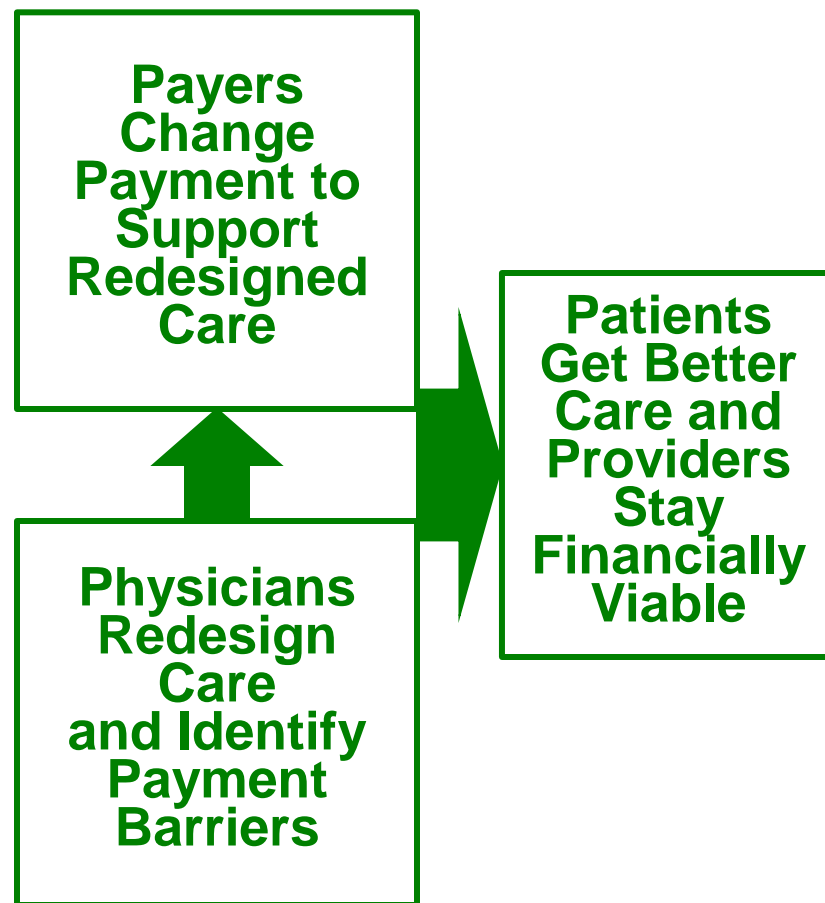 Payers
Change
Payment to
Support
Redesigned
Care
Patients
Get Better
Care and
Providers
Stay
Financially
Viable
Physicians
Redesign
Care
and Identify
Payment
Barriers